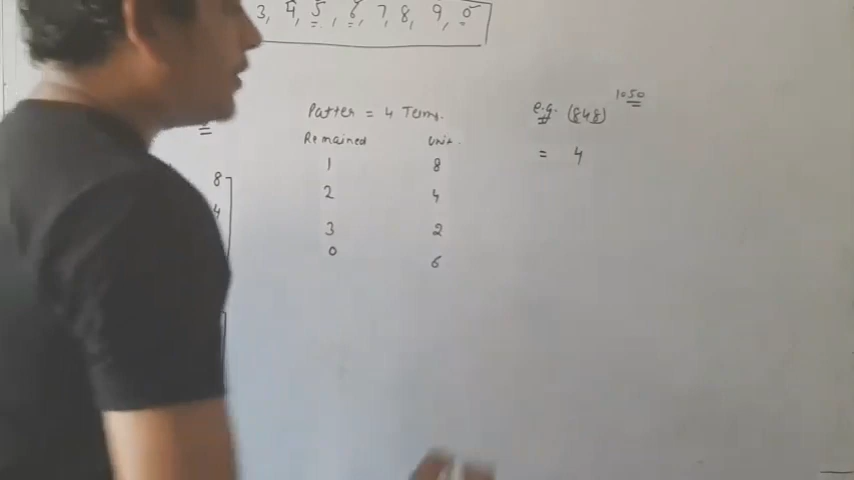 3, 4, 5, 6, 7, 8, 9, 0
Patter = 4 Terms.
Remained Unit.
1 8
2 4
3 2
0 6
8
4
e.g. (848)^1050
= 4